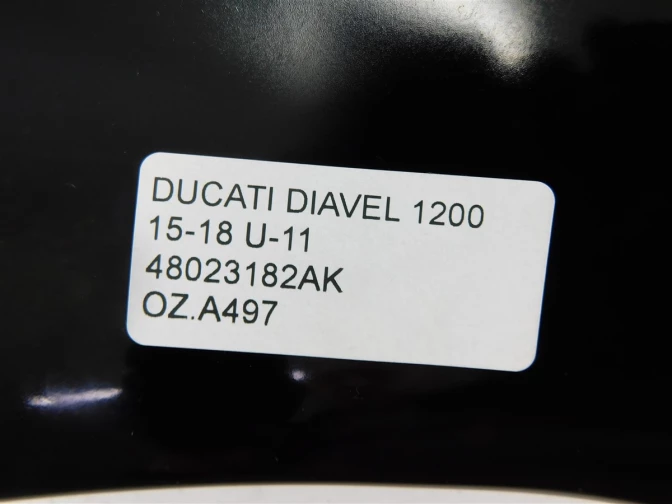 DUCATI DIAVEL 1200
15-18 U-11
48023182AK
OZ.A497